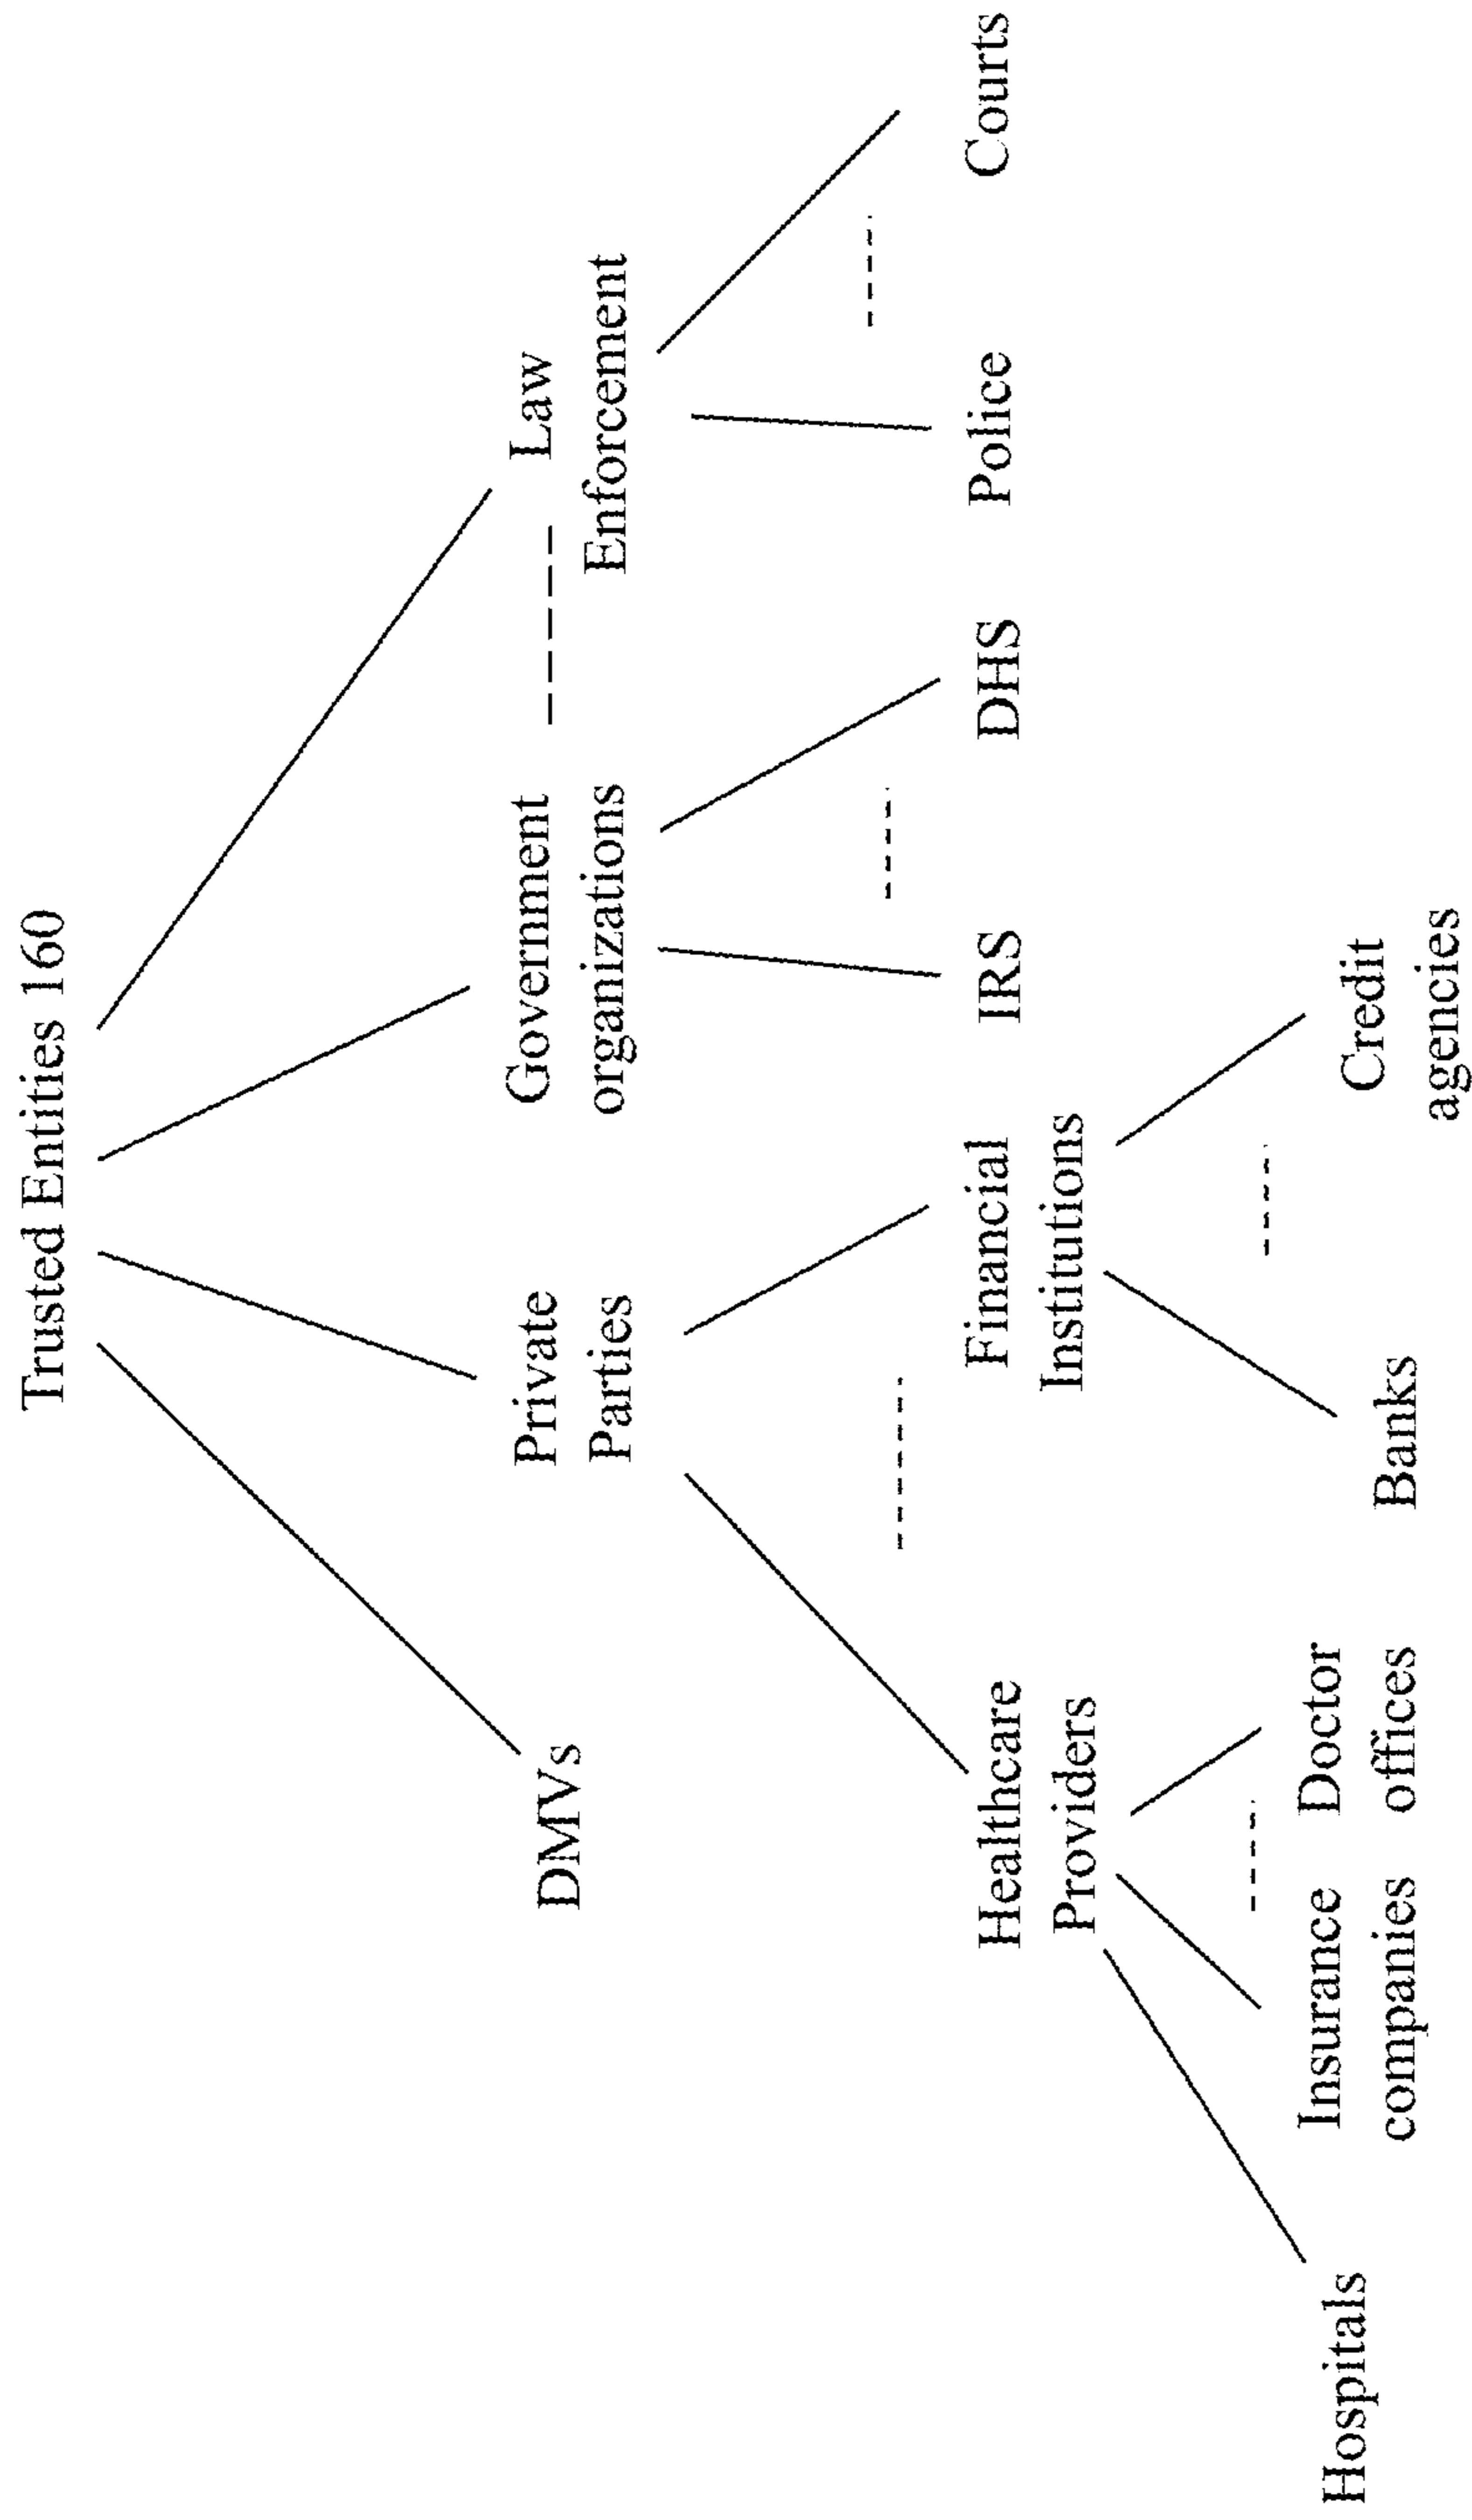 Trusted Entities 160
DMVs
Private
Parties
Government
organizations
Law
Enforcement
Healthcare
Providers
Financial
Institutions
IRS
DHS
Police
Courts
Hospitals
Insurance
companies
Doctor
offices
Banks
Credit
agencies